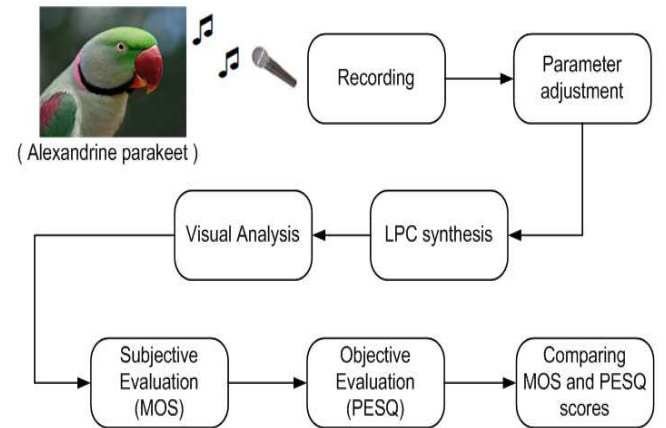 ( Alexandrine parakeet )
Recording
Parameter
adjustment
LPC synthesis
Visual Analysis
Subjective
Evaluation
(MOS)
Objective
Evaluation
(PESQ)
Comparing
MOS and PESQ
scores